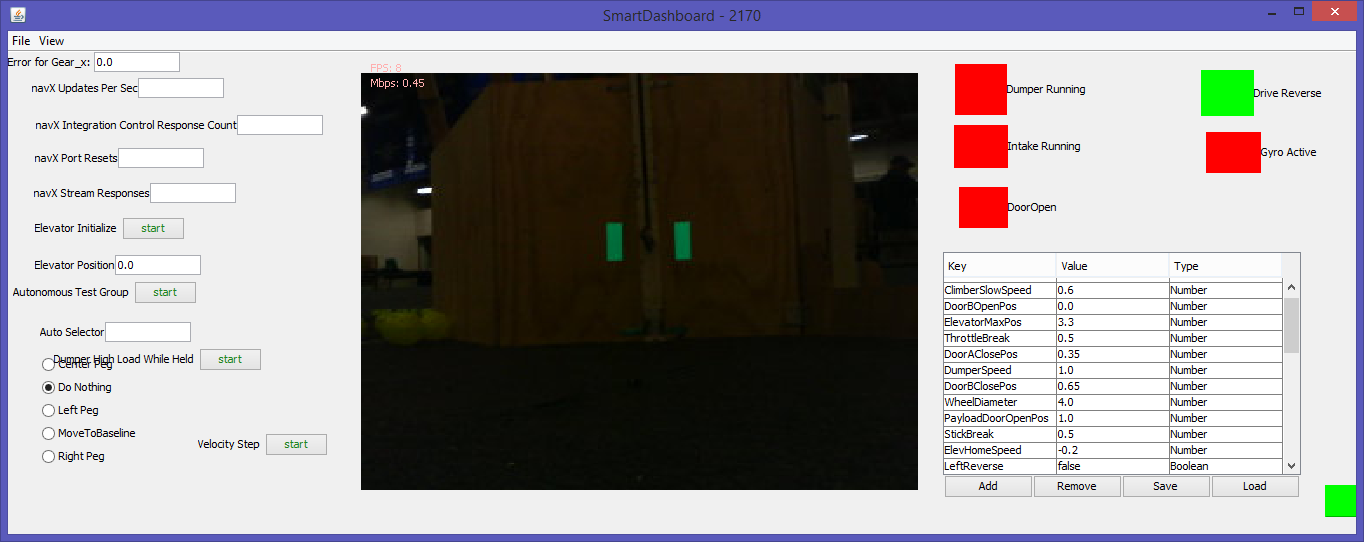 SmartDashboard - 2170
File View
Error for Gear_x: 0.0
navX Updates Per Sec
navX Integration Control Response Count
navX Port Resets
navX Stream Responses
Elevator Initialize start
Elevator Position 0.0
Autonomous Test Group start
Auto Selector
Dumper High Load While Held start
Center Peg
Do Nothing
Left Peg
MoveToBaseline
Velocity Step start
Right Peg
FPS: 8
Mbps: 0.45
Dumper Running
Drive Reverse
Intake Running
Gyro Active
DoorOpen
Key Value Type
ClimberSlowSpeed 0.6 Number
DoorBOpenPos 0.0 Number
ElevatorMaxPos 3.3 Number
ThrottleBreak 0.5 Number
DoorAClosePos 0.35 Number
DumperSpeed 1.0 Number
DoorBClosePos 0.65 Number
WheelDiameter 4.0 Number
PayloadDoorOpenPos 1.0 Number
StickBreak 0.5 Number
ElevHomeSpeed -0.2 Number
LeftReverse false Boolean
Add Remove Save Load